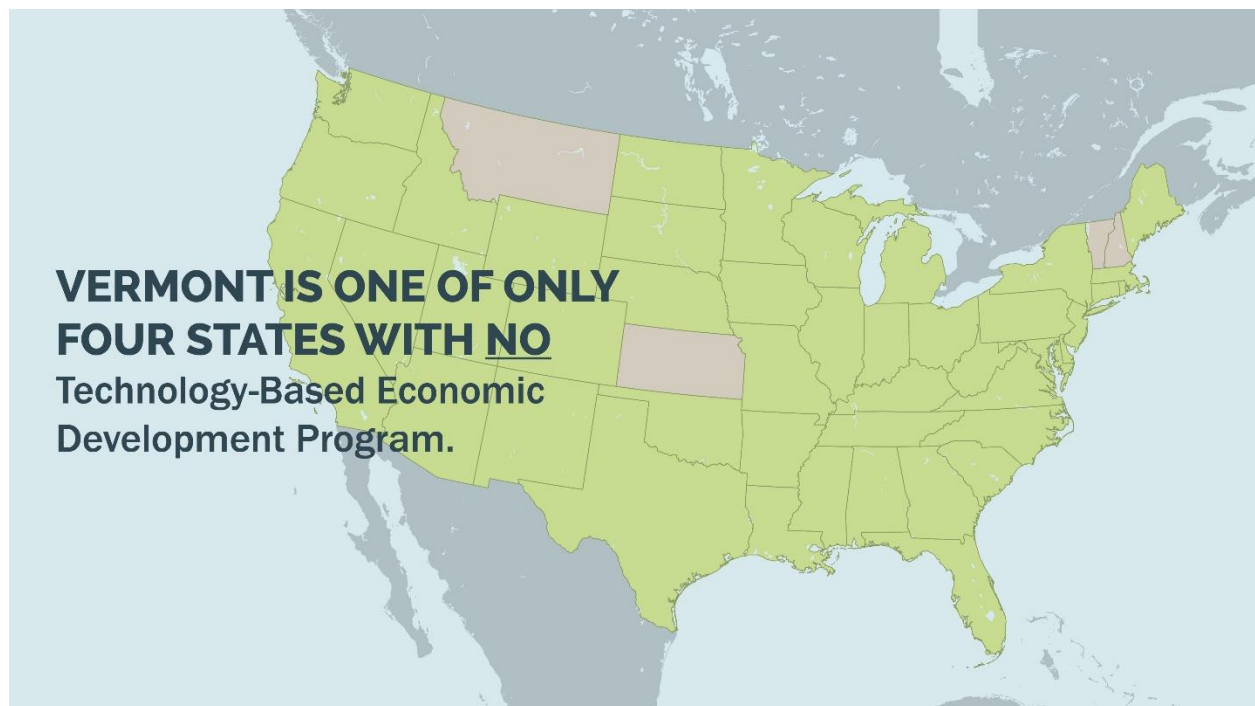 VERMONT IS ONE OF ONLY
FOUR STATES WITH NO
Technology-Based Economic
Development Program.